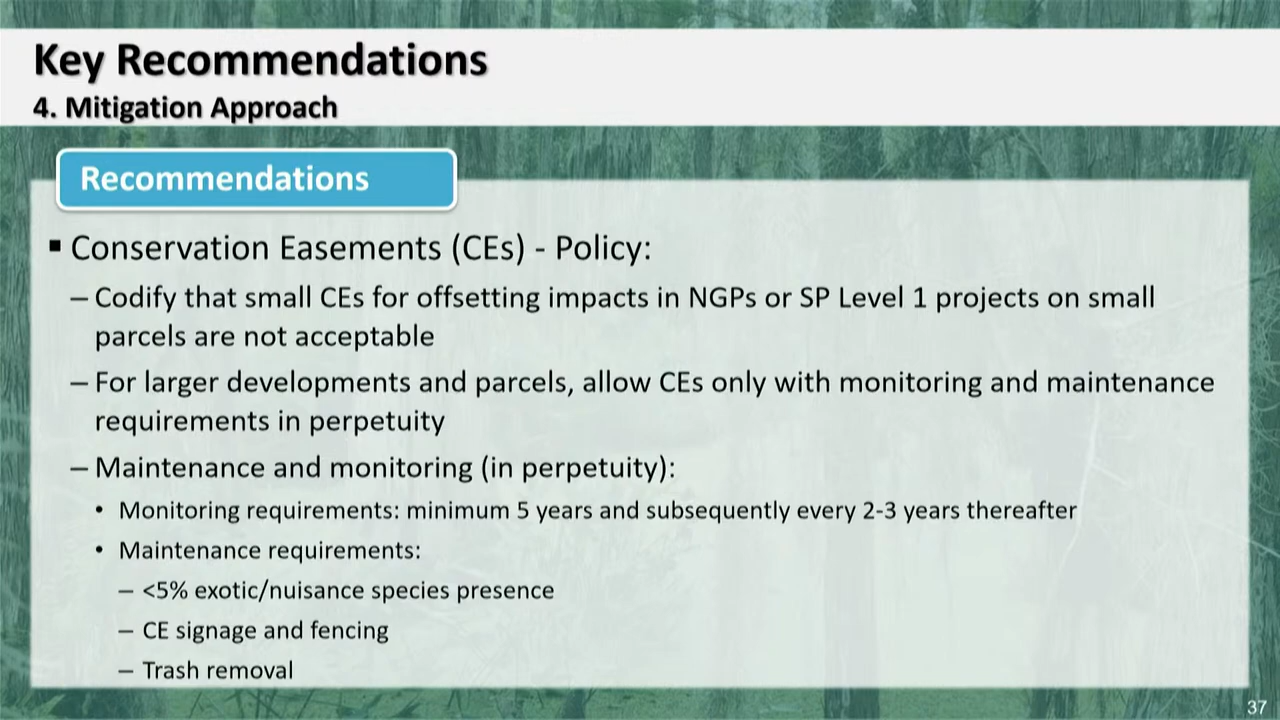 Key Recommendations
4. Mitigation Approach
Recommendations
▪ Conservation Easements (CEs) - Policy:
– Codify that small CEs for offsetting impacts in NGPs or SP Level 1 projects on small
parcels are not acceptable
– For larger developments and parcels, allow CEs only with monitoring and maintenance
requirements in perpetuity
– Maintenance and monitoring (in perpetuity):
• Monitoring requirements: minimum 5 years and subsequently every 2-3 years thereafter
• Maintenance requirements:
– <5% exotic/nuisance species presence
– CE signage and fencing
– Trash removal
37